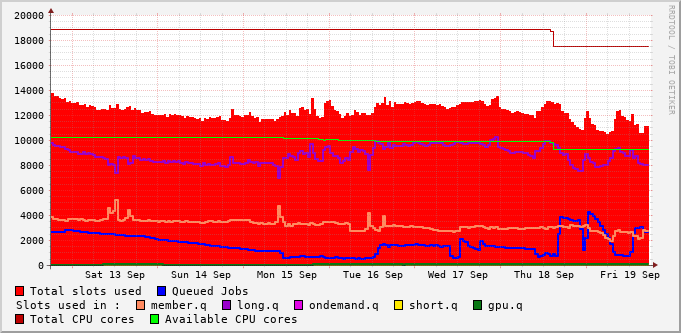 20000
18000
16000
14000
12000
10000
8000
6000
4000
2000
0
Sat 13 Sep Sun 14 Sep Mon 15 Sep Tue 16 Sep Wed 17 Sep Thu 18 Sep Fri 19 Sep
RRDTOOL / TOBI OETIKER
Total slots used Queued Jobs
Slots used in : member.q long.q ondemand.q short.q gpu.q
Total CPU cores Available CPU cores